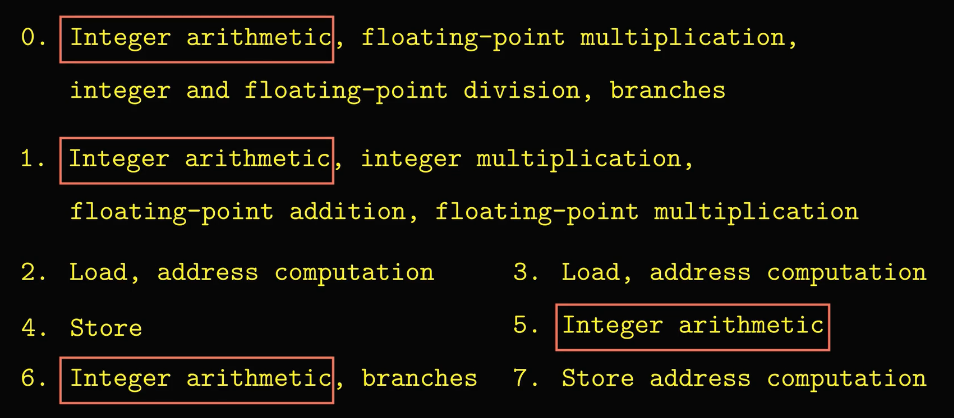 0. Integer arithmetic, floating-point multiplication,
integer and floating-point division, branches
1. Integer arithmetic, integer multiplication,
floating-point addition, floating-point multiplication
2. Load, address computation
3. Load, address computation
4. Store
5. Integer arithmetic
6. Integer arithmetic, branches
7. Store address computation